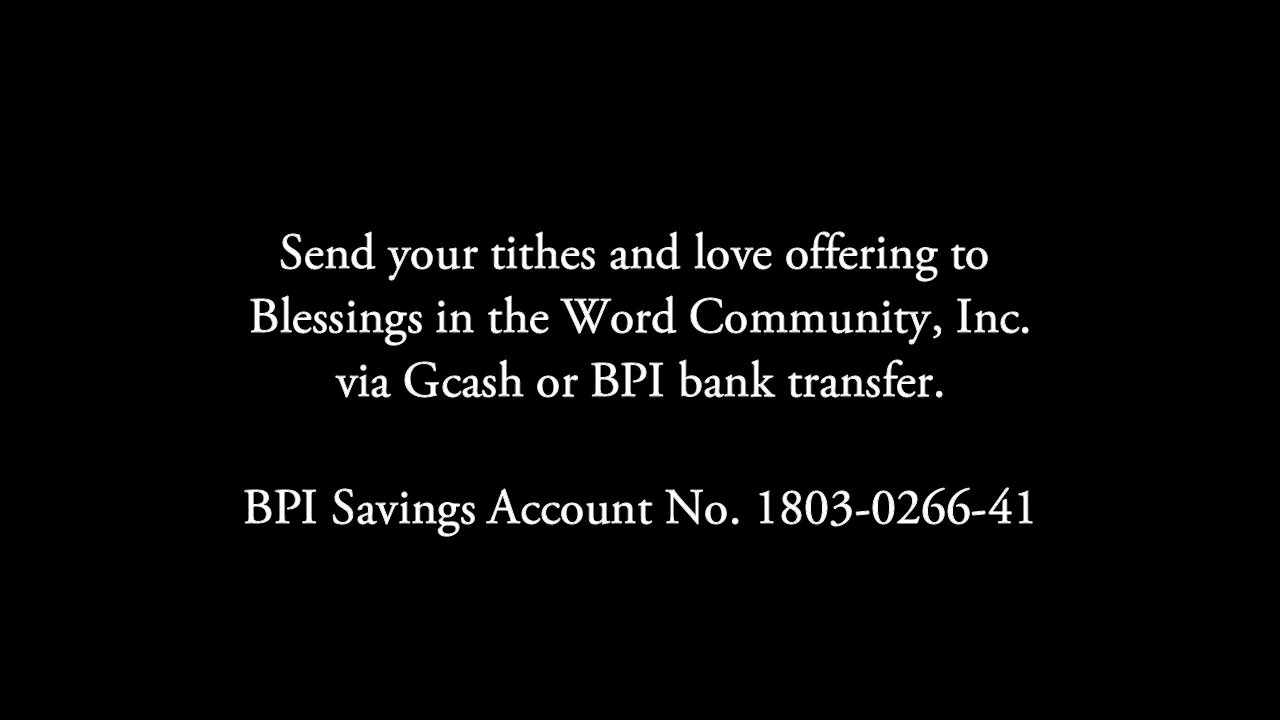 Send your tithes and love offering to
Blessings in the Word Community, Inc.
via Gcash or BPI bank transfer.
BPI Savings Account No. 1803-0266-41